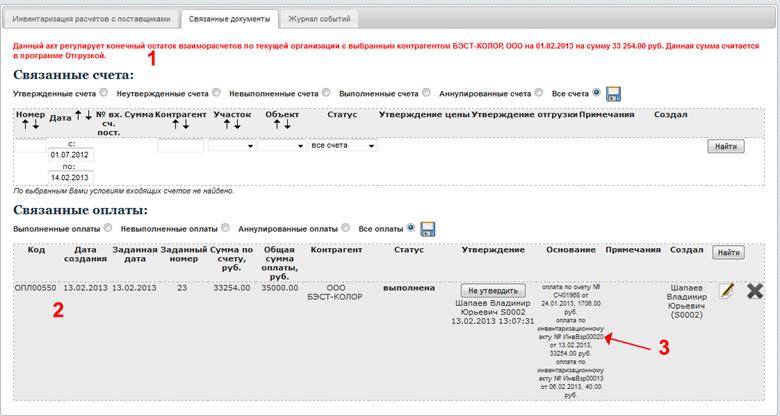 Инвентаризация расчетов с поставщиками Связанные документы Журнал событий
Данный акт регулирует конечный остаток взаиморасчетов по текущей организации с выбранным контрагентом БЭСТ-КОЛОР, ООО на 01.02.2013 на сумму 33 254.00 руб. Данная сумма считается
в программе Отгрузкой.
1
Связанные счета:
Утвержденные счета Неутвержденные счета Невыполненные счета Выполненные счета Аннулированные счета Все счета
Номер Дата № вх. сч. пост. Сумма Контрагент Участок Объект Статус Утверждение цены Утверждение отгрузки Примечания Создал
с:
01.07.2012
по:
14.02.2013
все счета
Найти
По выбранным Вами условиям входящих счетов не найдено.
Связанные оплаты:
Выполненные оплаты Невыполненные оплаты Аннулированные оплаты Все оплаты
Код Дата создания Заданная дата Заданный номер Сумма по счету, руб. Общая сумма оплаты, руб. Контрагент Статус Утверждение Основание Примечания Создал Найти
ОПЛ00550 13.02.2013 13.02.2013 23 33254.00 35000.00 ООО
БЭСТ-КОЛОР
выполнена
Не утвердить
Шапаев Владимир
Юрьевич S0002
13.02.2013 13:07:31
оплата по счету №
СЧ01968 от
24.01.2013, 1706.00
руб.
оплата по
инвентаризационному
акту № ИнвВзр00020
от 13.02.2013,
33254.00 руб.
оплата по
инвентаризационному
акту № ИнвВзр00013
от 06.02.2013, 40.00
руб.
Шапаев
Владимир
Юрьевич
(S0002)
2
3